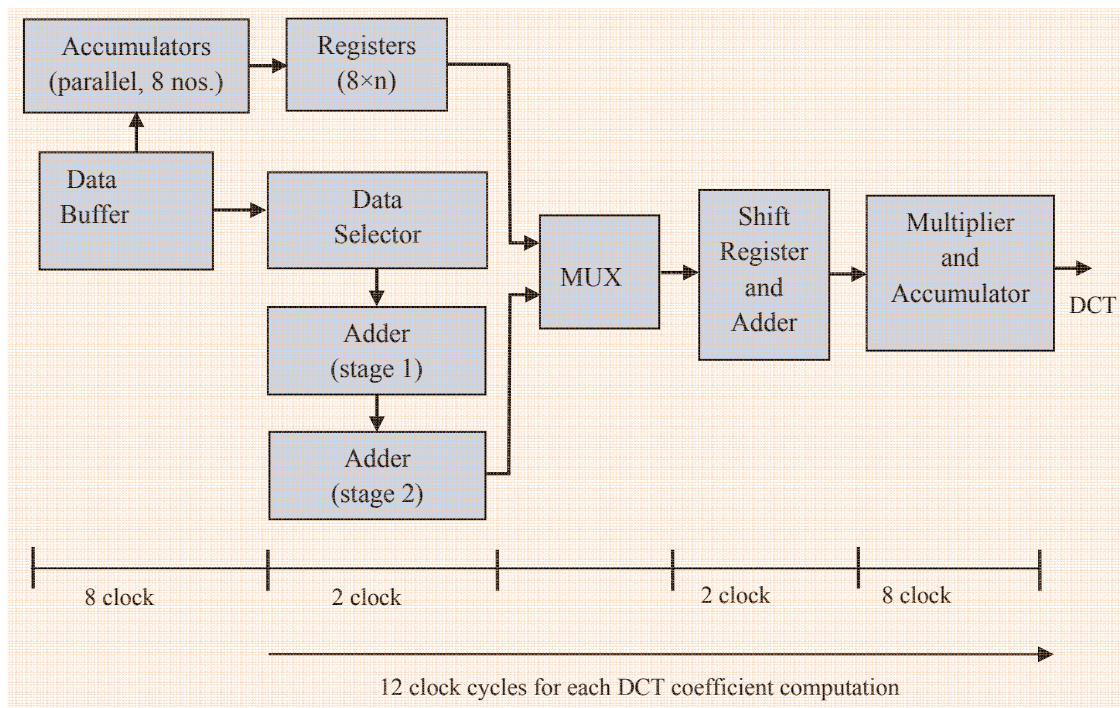 Accumulators
(parallel, 8 nos.)
Registers
(8×n)
Data
Buffer
Data
Selector
Adder
(stage 1)
Adder
(stage 2)
MUX
Shift
Register
and
Adder
Multiplier
and
Accumulator
DCT
8 clock
2 clock
2 clock
8 clock
12 clock cycles for each DCT coefficient computation